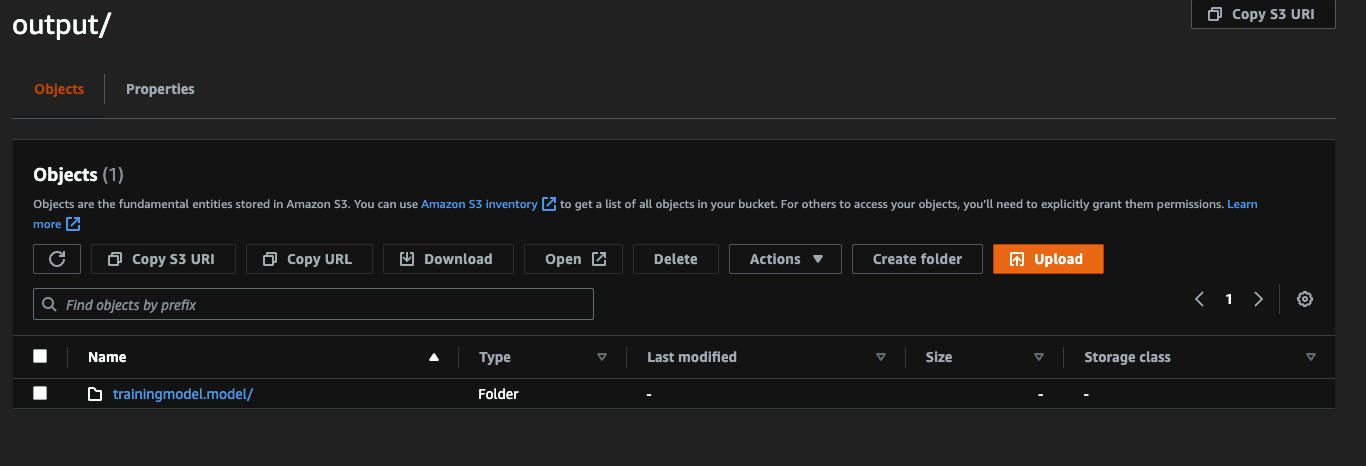 output/
Copy S3 URI
Objects
Properties
Objects (1)
Objects are the fundamental entities stored in Amazon S3. You can use Amazon S3 inventory to get a list of all objects in your bucket. For others to access your objects, you’ll need to explicitly grant them permissions. Learn
more
Copy S3 URI Copy URL Download Open Delete Actions Create folder Upload
Find objects by prefix
1
Name Type Last modified Size Storage class
trainingmodel.model/ Folder - - -